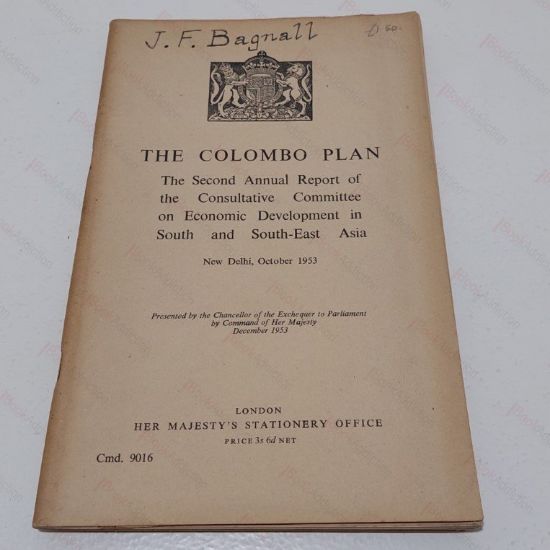 J. F. Bagnall
THE COLOMBO PLAN
The Second Annual Report of
the Consultative Committee
on Economic Development in
South and South-East Asia
New Delhi, October 1953
Presented by the Chancellor of the Exchequer to Parliament
by Command of Her Majesty
December 1953
LONDON
HER MAJESTY'S STATIONERY OFFICE
PRICE 3s 6d NET
Cmd. 9016